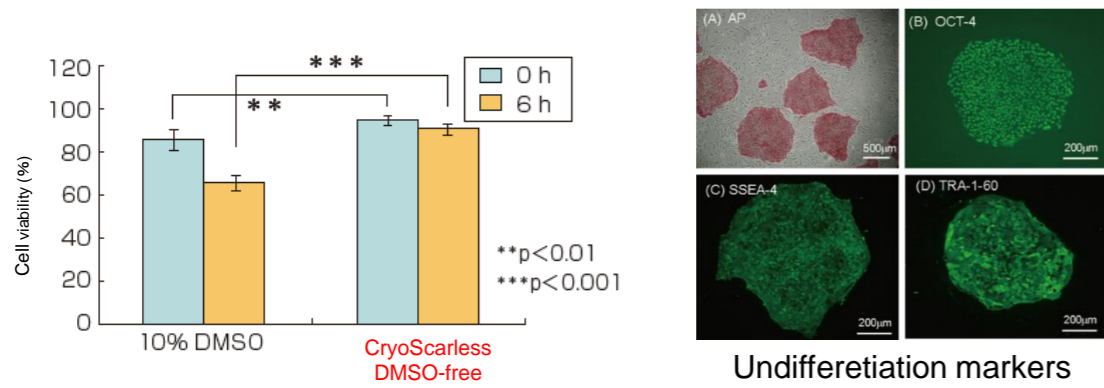 Cell viability (%)
120
100
80
60
40
20
0
***
**
0 h
6 h
**p<0.01
***p<0.001
10% DMSO
CryoScarless
DMSO-free
(A) AP
500μm
(B) OCT-4
200μm
(C) SSEA-4
200μm
(D) TRA-1-60
200μm
Undifferetiation markers